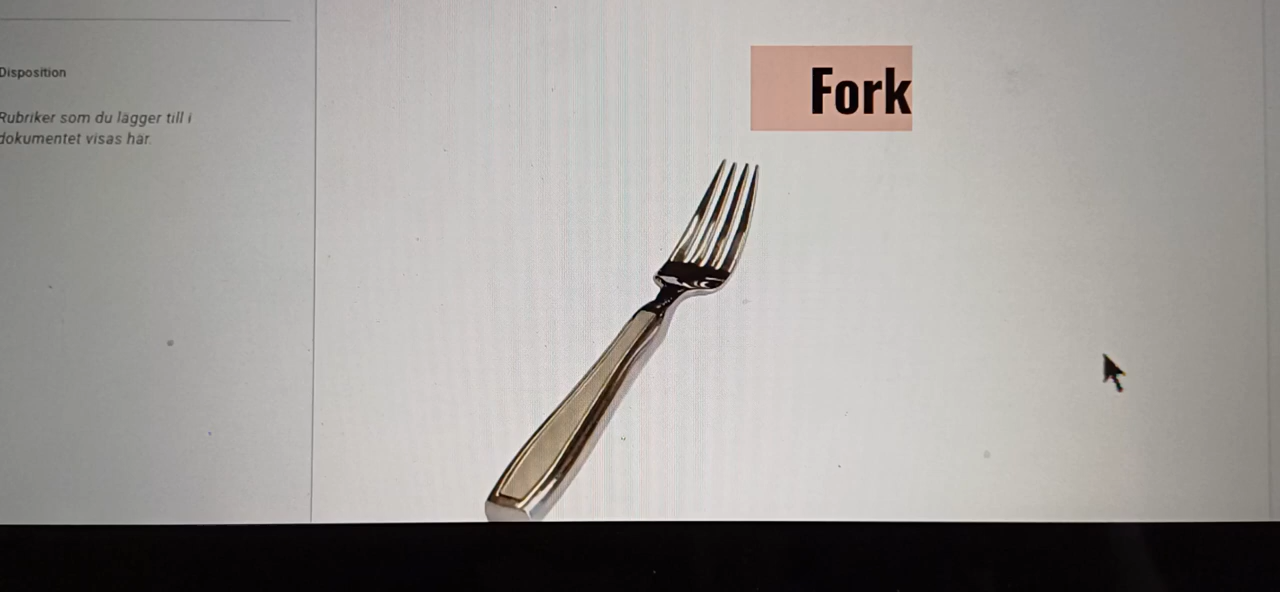 Disposition
Rubriker som du lägger till i
dokumentet visas här.
Fork